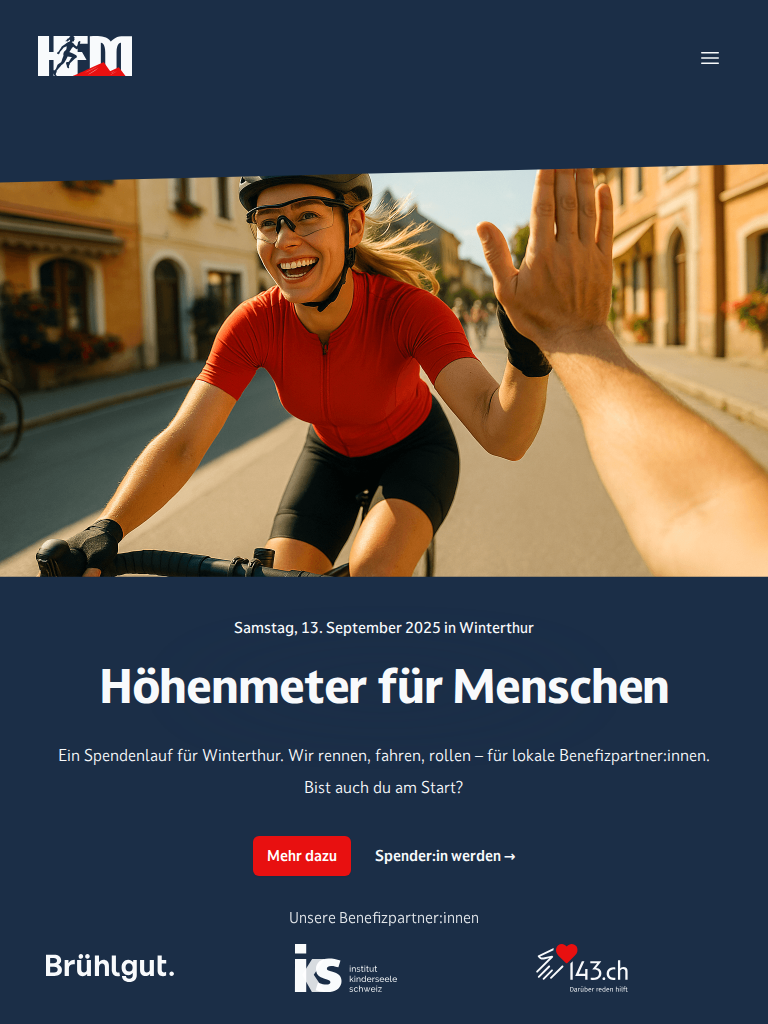 HFM
Samstag, 13. September 2025 in Winterthur
Höhenmeter für Menschen
Ein Spendenlauf für Winterthur. Wir rennen, fahren, rollen – für lokale Benefizpartner:innen.
Bist auch du am Start?
Mehr dazu
Spender:in werden →
Unsere Benefizpartner:innen
Brühlgut.
iks institut
kinderseele
schweiz
143.ch
Darüber reden hilft